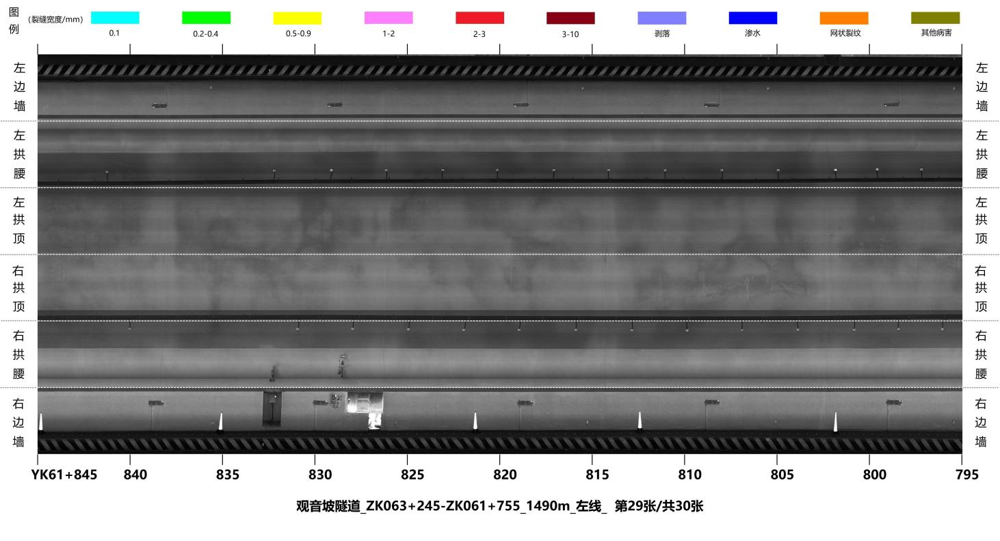 图例
(裂缝宽度/mm)
0.1
0.2-0.4
0.5-0.9
1-2
2-3
3-10
剥落
渗水
网状裂纹
其他病害
左边墙
左边墙
左拱腰
左拱腰
左拱顶
左拱顶
右拱顶
右拱顶
右拱腰
右拱腰
右边墙
右边墙
YK61+845 840 835 830 825 820 815 810 805 800 795
观音坡隧道_ZK063+245-ZK061+755_1490m_左线_ 第29张/共30张